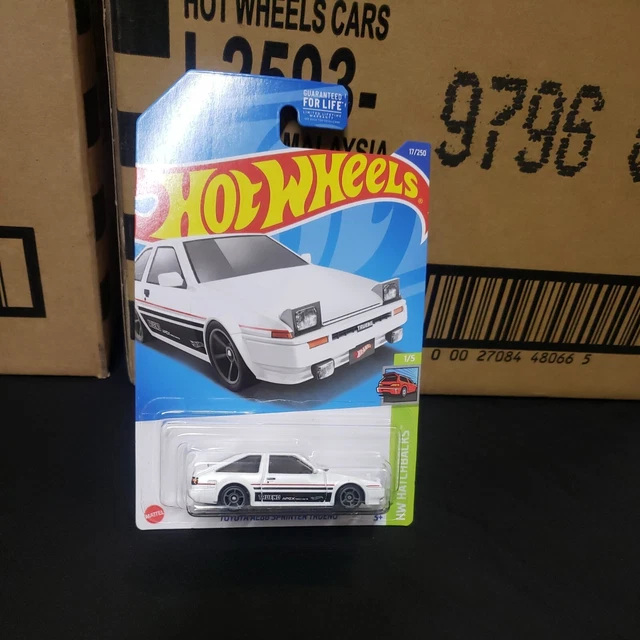 HOT WHEELS CARS
L2593-
9796
MALAYSIA
GUARANTEED
FOR LIFE
17/250
HOT WHEELS
TRUENO
1/5
HW HATCHBACKS
TOYOTA AE86 SPRINTER TRUENO
MATTEL
3+
0 00 27084 48066 5